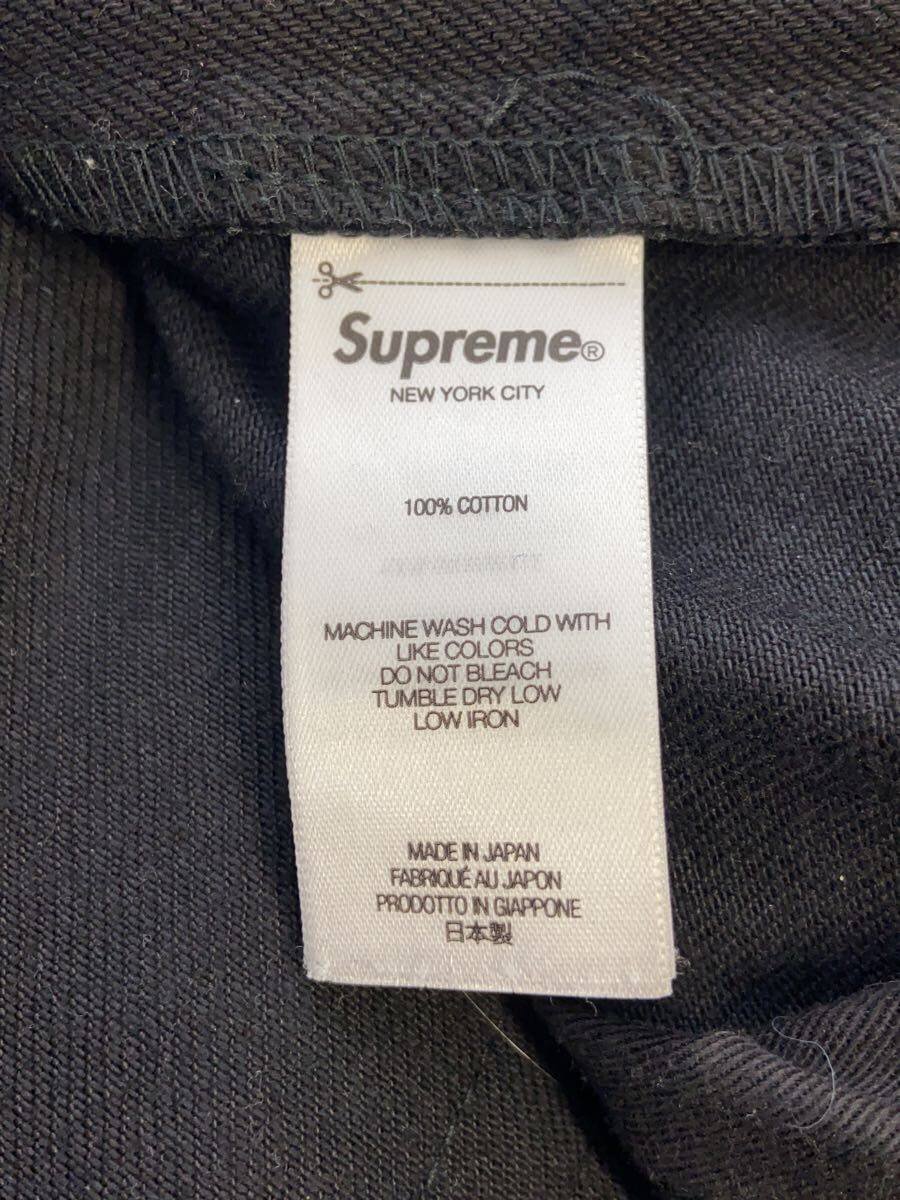 Supreme®
NEW YORK CITY
100% COTTON
MACHINE WASH COLD WITH
LIKE COLORS
DO NOT BLEACH
TUMBLE DRY LOW
LOW IRON
MADE IN JAPAN
FABRIQUÉ AU JAPON
PRODOTTO IN GIAPPONE
日本製